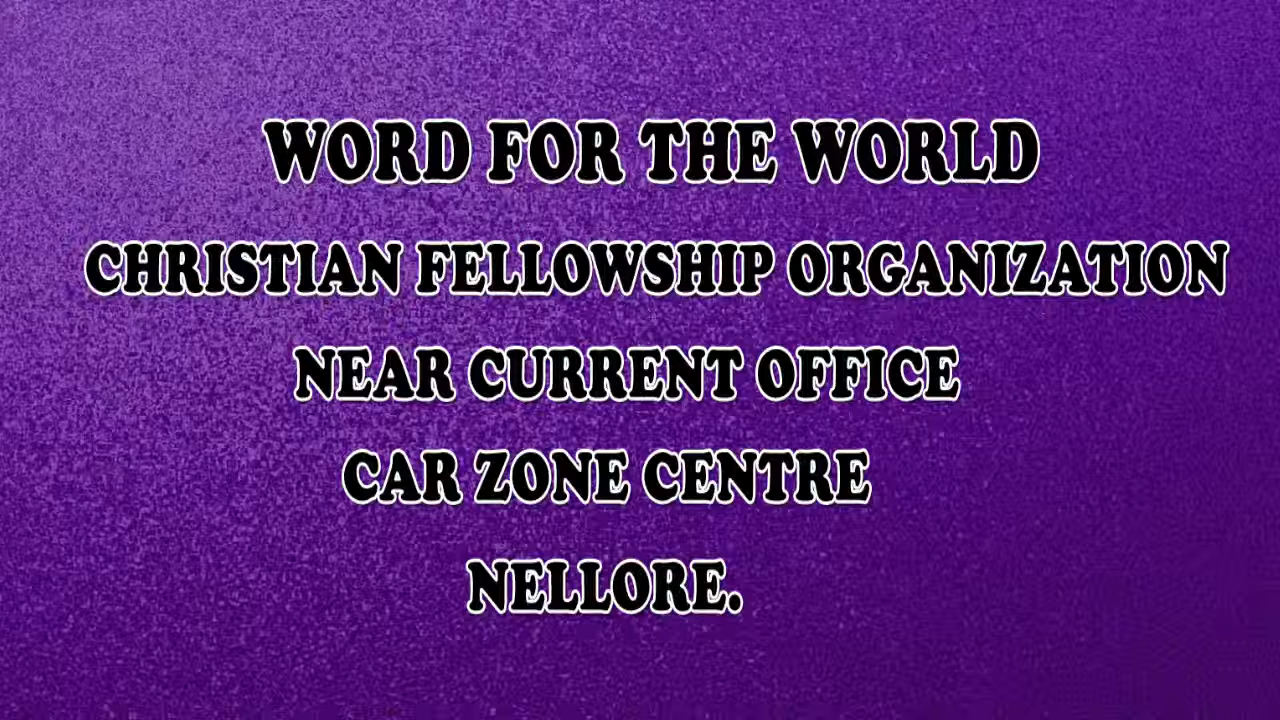 WORD FOR THE WORLD
CHRISTIAN FELLOWSHIP ORGANIZATION
NEAR CURRENT OFFICE
CAR ZONE CENTRE
NELLORE.